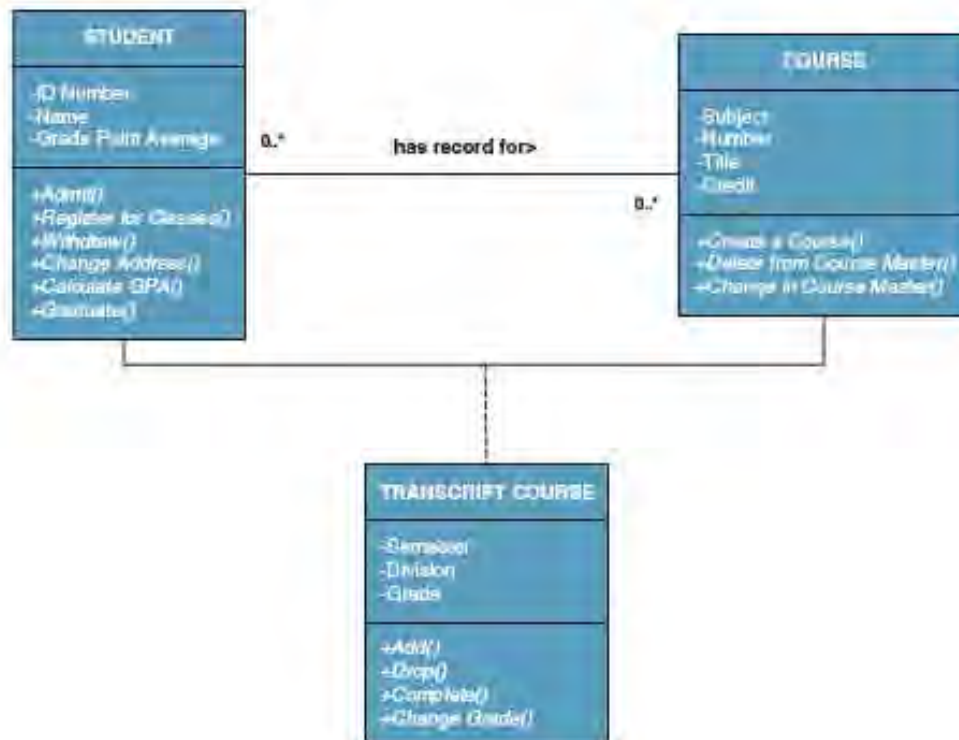 STUDENT
-ID Number
-Name
-Grade Point Average
+Admit()
+Register for Classes()
+Withdraw()
+Change Address()
+Calculate GPA()
+Graduate()
0..*
has record for>
0..*
COURSE
-Subject
-Number
-Title
-Credit
+Create a Course()
+Delete from Course Master()
+Change in Course Master()
TRANSCRIPT COURSE
-Semester
-Division
-Grade
+Add()
+Drop()
+Complete()
+Change Grade()